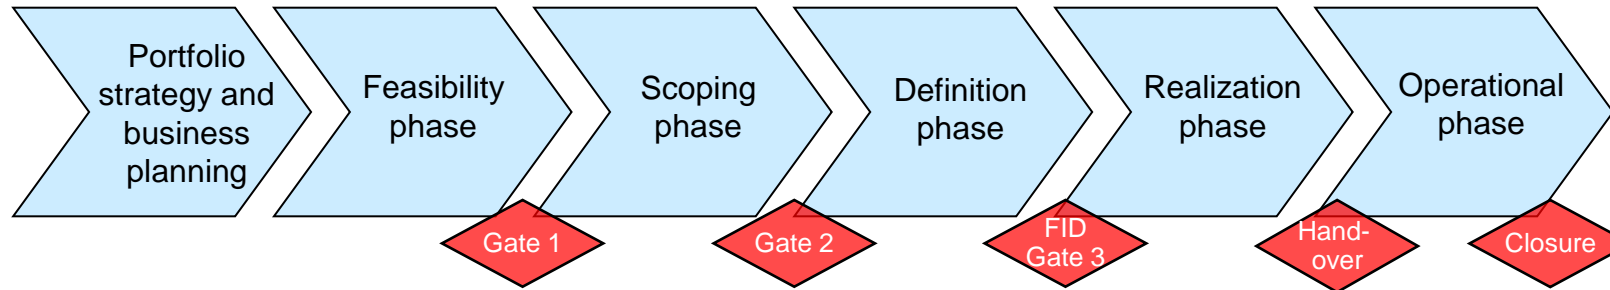 Portfolio
strategy and
business
planning
Feasibility
phase
Scoping
phase
Definition
phase
Realization
phase
Operational
phase
Gate 1
Gate 2
FID
Gate 3
Hand-
over
Closure